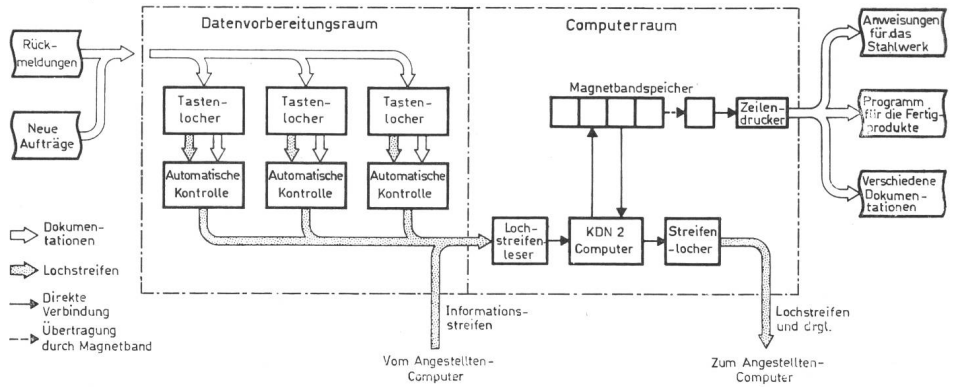 Datenvorbereitungsraum
Computerraum
Rück-
meldungen
Neue
Aufträge
Tasten-
locher
Tasten-
locher
Tasten-
locher
Automatische
Kontrolle
Automatische
Kontrolle
Automatische
Kontrolle
Magnetbandspeicher
Zeilen-
drucker
Anweisungen
für das
Stahlwerk
Programm
für die Fertig-
produkte
Verschiedene
Dokumen-
tationen
Loch-
streifen-
leser
KDN 2
Computer
Streifen
-locher
Dokumen-
tationen
Lochstreifen
Direkte
Verbindung
Übertragung
durch Magnetband
Informations-
streifen
Vom Angestellten-
Computer
Lochstreifen
und drgl.
Zum Angestellten-
Computer